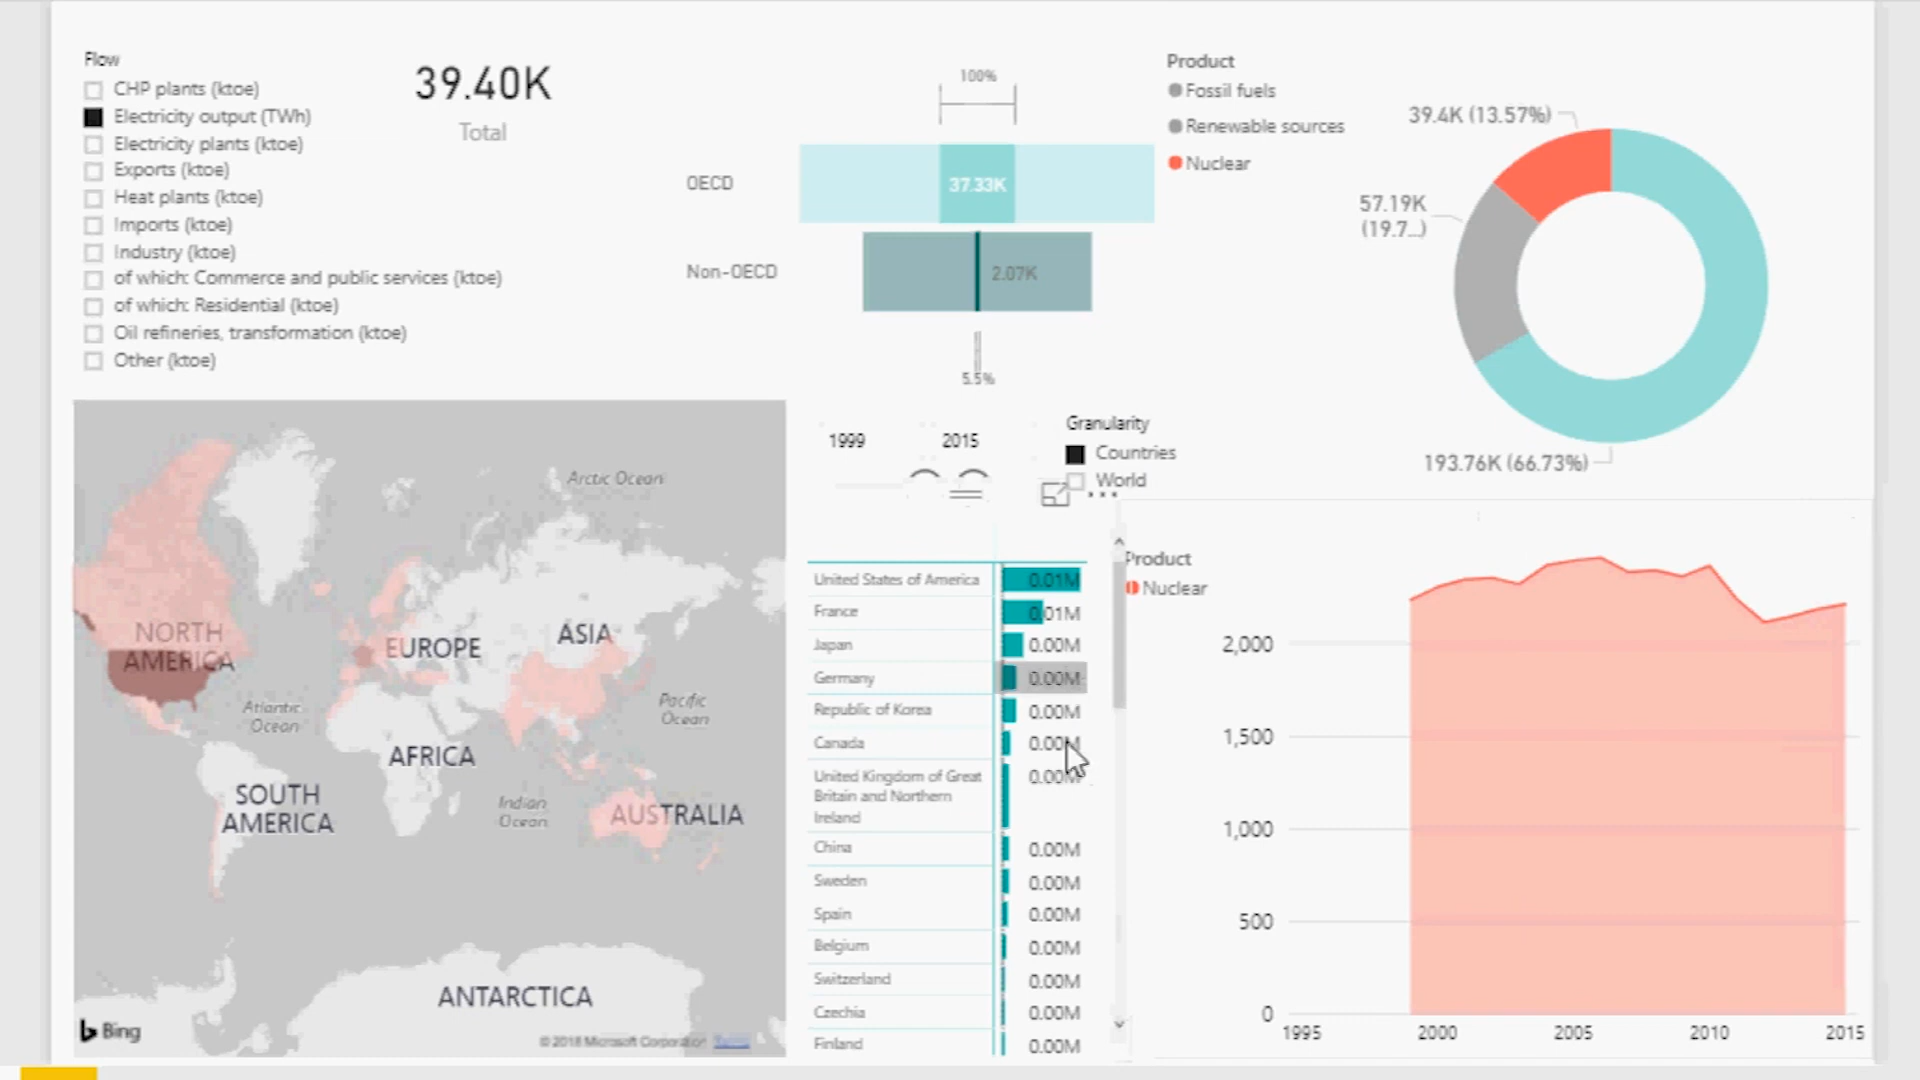 Flow
CHP plants (ktoe)
Electricity output (TWh)
Electricity plants (ktoe)
Exports (ktoe)
Heat plants (ktoe)
Imports (ktoe)
Industry (ktoe)
of which: Commerce and public services (ktoe)
of which: Residential (ktoe)
Oil refineries, transformation (ktoe)
Other (ktoe)
39.40K
Total
100%
OECD
37.33K
Non-OECD
2.07K
5.5%
Product
Fossil fuels
Renewable sources
Nuclear
39.4K (13.57%)
57.19K
(19.7...)
193.76K (66.73%)
Arctic Ocean
NORTH
AMERICA
EUROPE
ASIA
Atlantic
Ocean
Pacific
Ocean
AFRICA
SOUTH
AMERICA
Indian
Ocean
AUSTRALIA
ANTARCTICA
Bing
© 2018 Microsoft Corporation
Terms
1999
2015
Granularity
Countries
World
United States of America 0.01M
France 0.01M
Japan 0.00M
Germany 0.00M
Republic of Korea 0.00M
Canada 0.00M
United Kingdom of Great 0.00M
Britain and Northern
Ireland
China 0.00M
Sweden 0.00M
Spain 0.00M
Belgium 0.00M
Switzerland 0.00M
Czechia 0.00M
Finland 0.00M
Product
Nuclear
2,000
1,500
1,000
500
0
1995 2000 2005 2010 2015